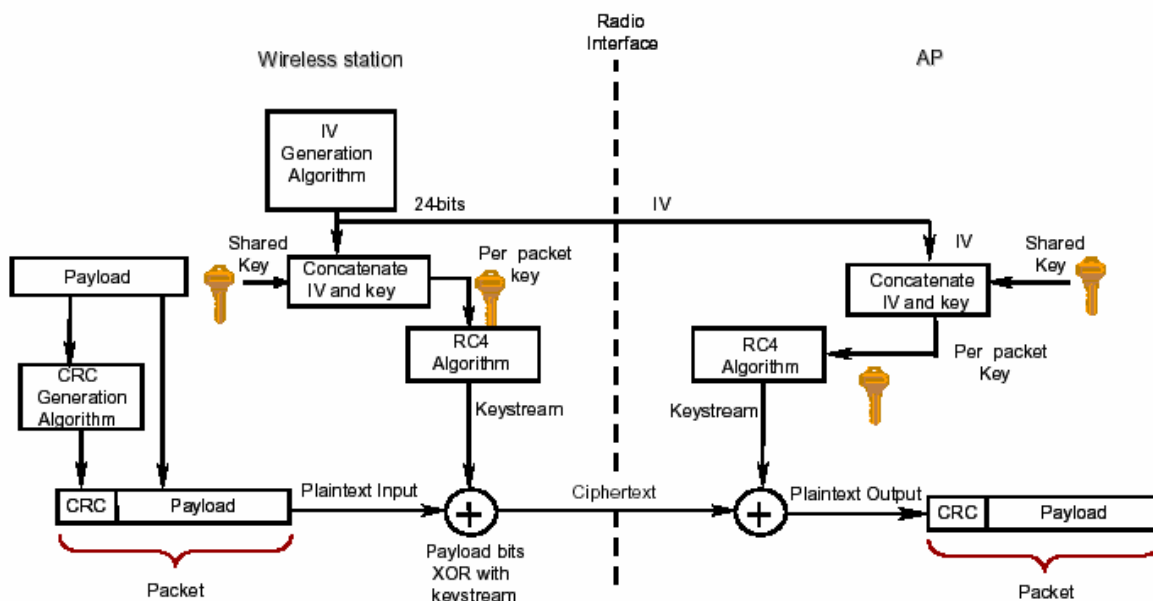 Radio
Interface
Wireless station
AP
IV
Generation
Algorithm
24-bits
IV
Shared
Key
Per packet
key
IV
Shared
Key
Payload
Concatenate
IV and key
Concatenate
IV and key
RC4
Algorithm
RC4
Algorithm
Per packet
Key
CRC
Generation
Algorithm
Keystream
Keystream
CRC
Payload
Plaintext Input
Ciphertext
Plaintext Output
CRC
Payload
Payload bits
XOR with
keystream
Packet
Packet